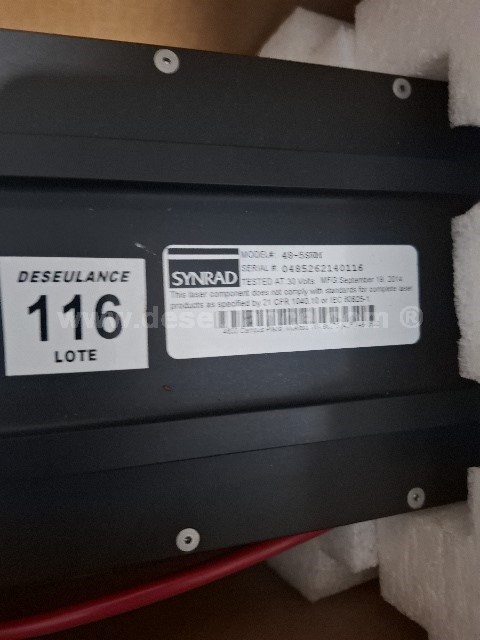 MODEL#: 48-5
SERIAL #: 0485262140116
SYNRAD
TESTED AT 30 Volts MFG September 18, 2014
This laser component does not comply with standards for complete laser
products as specified by 21 CFR 1040.10 or IEC 60825-1
DESEULANCE
116
LOTE